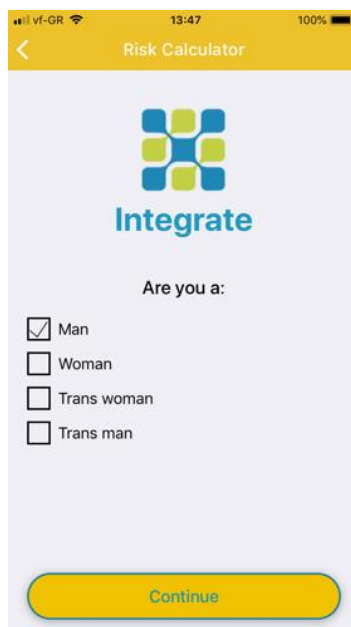 vf-GR 13:47 100%
Risk Calculator
Integrate
Are you a:
Man
Woman
Trans woman
Trans man
Continue